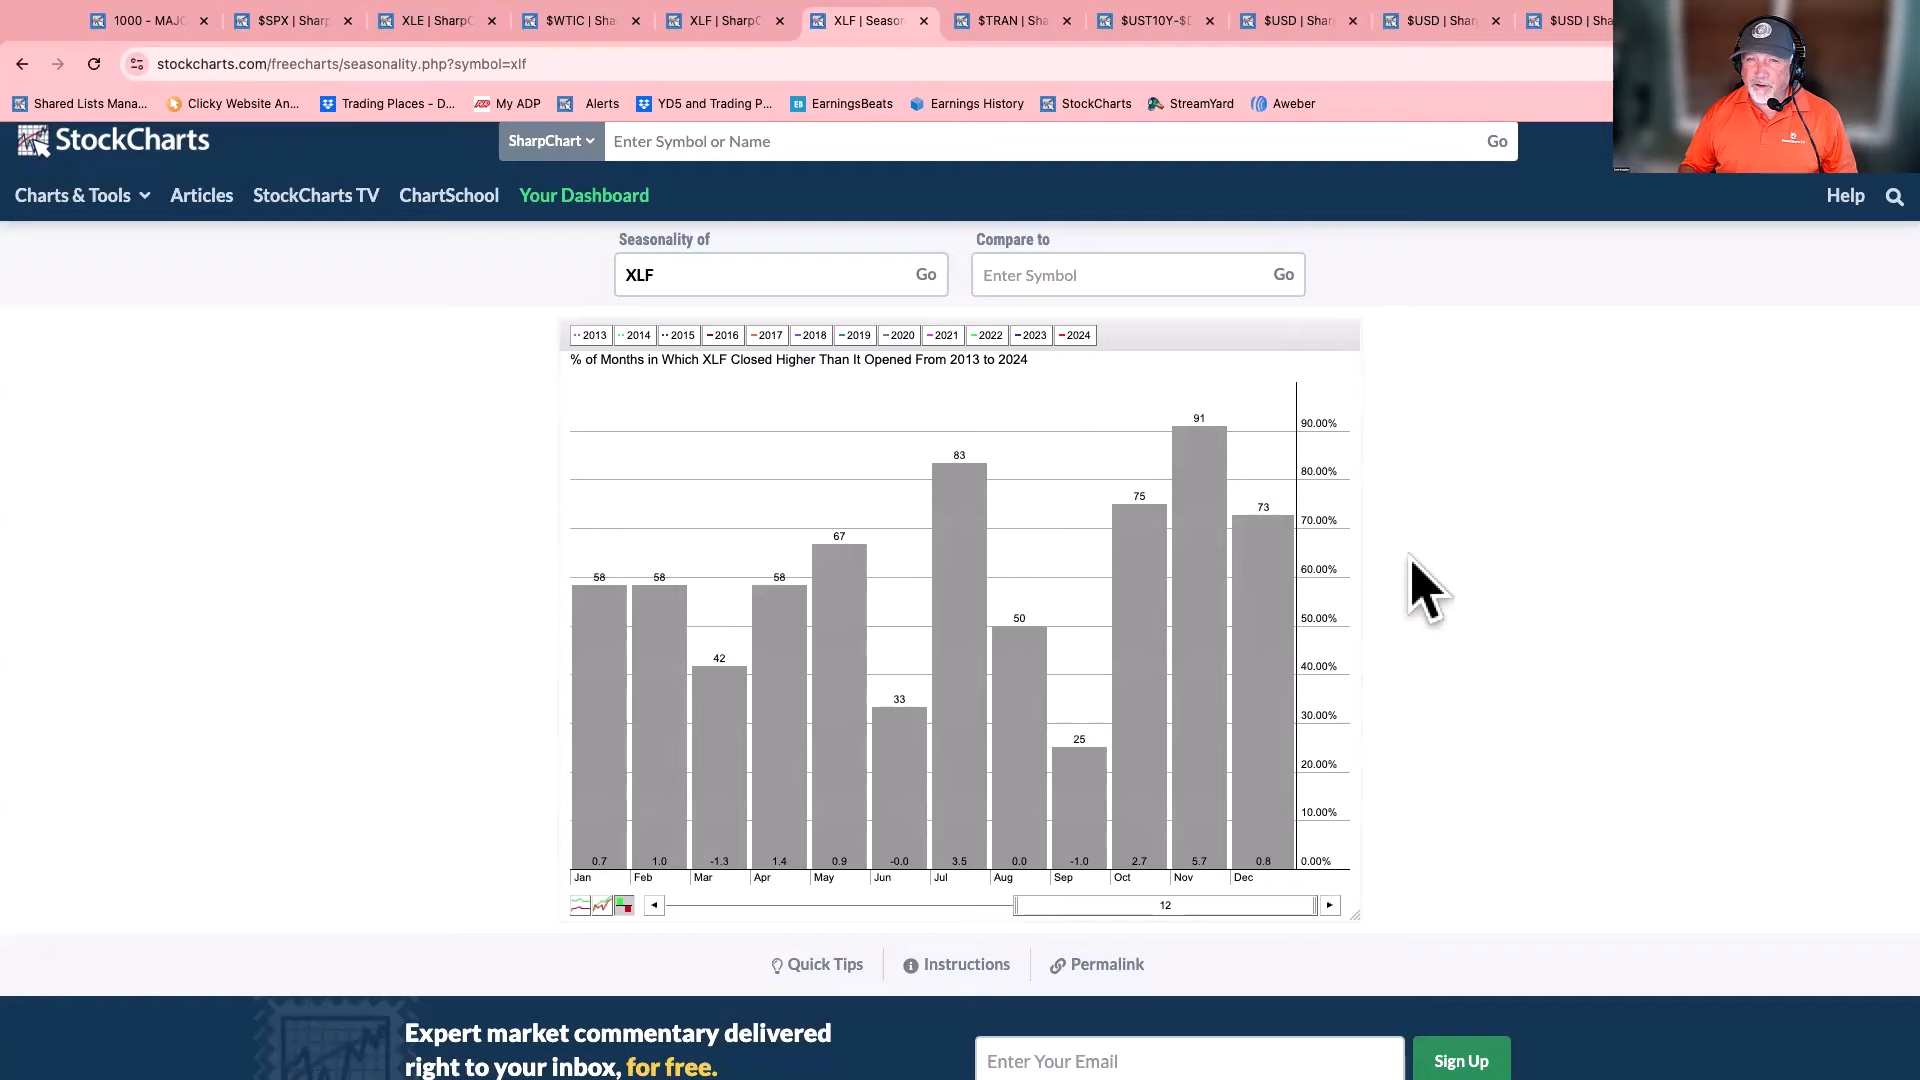 1000 - MAJC
$SPX | Sharp
XLE | SharpC
$WTIC | Sha
XLF | SharpC
XLF | Season
$TRAN | Sha
$UST10Y-$
$USD | Shar
$USD | Shar
$USD | Sha
stockcharts.com/freecharts/seasonality.php?symbol=xlf
Shared Lists Mana...
Clicky Website An...
Trading Places - D...
My ADP
Alerts
YD5 and Trading P...
EarningsBeats
Earnings History
StockCharts
StreamYard
Aweber
StockCharts
SharpChart
Enter Symbol or Name
Go
Charts & Tools
Articles
StockCharts TV
ChartSchool
Your Dashboard
Help
Seasonality of
Compare to
XLF
Go
Enter Symbol
Go
2013 2014 2015 2016 2017 2018 2019 2020 2021 2022 2023 2024
% of Months in Which XLF Closed Higher Than It Opened From 2013 to 2024
58 58 42 58 67 33 83 50 25 75 91 73
90.00%
80.00%
70.00%
60.00%
50.00%
40.00%
30.00%
20.00%
10.00%
0.00%
0.7 1.0 -1.3 1.4 0.9 -0.0 3.5 0.0 -1.0 2.7 5.7 0.8
Jan Feb Mar Apr May Jun Jul Aug Sep Oct Nov Dec
12
Quick Tips
Instructions
Permalink
Expert market commentary delivered
right to your inbox, for free.
Enter Your Email
Sign Up